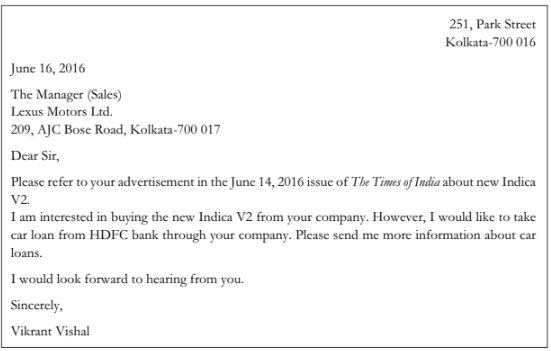 251, Park Street
Kolkata-700 016
June 16, 2016
The Manager (Sales)
Lexus Motors Ltd.
209, AJC Bose Road, Kolkata-700 017
Dear Sir,
Please refer to your advertisement in the June 14, 2016 issue of The Times of India about new Indica
V2.
I am interested in buying the new Indica V2 from your company. However, I would like to take
car loan from HDFC bank through your company. Please send me more information about car
loans.
I would look forward to hearing from you.
Sincerely,
Vikrant Vishal